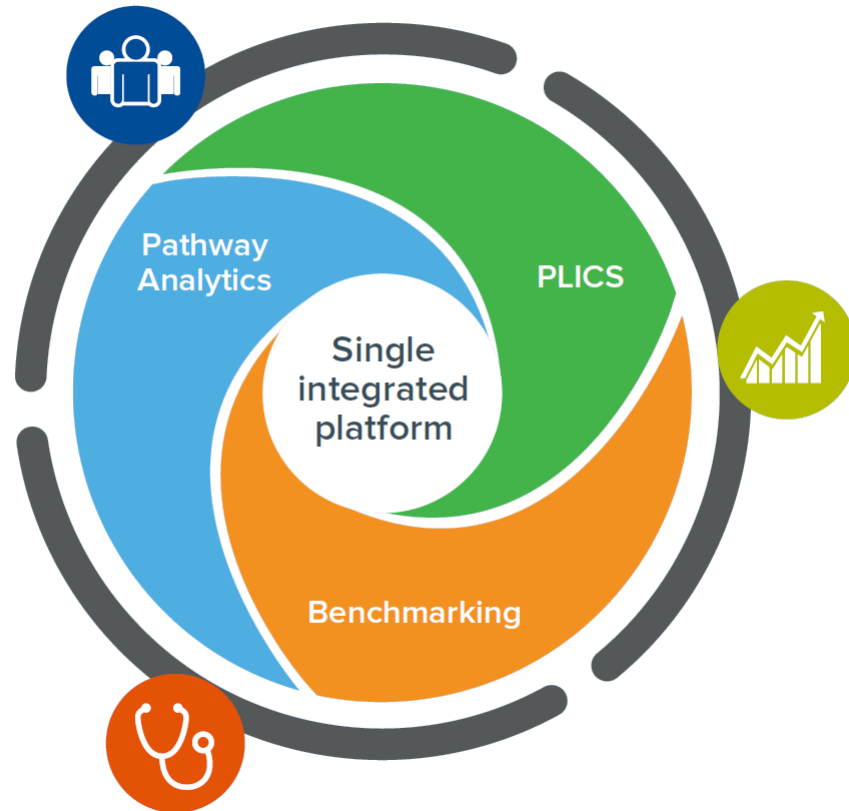 Pathway
Analytics
PLICS
Single
integrated
platform
Benchmarking